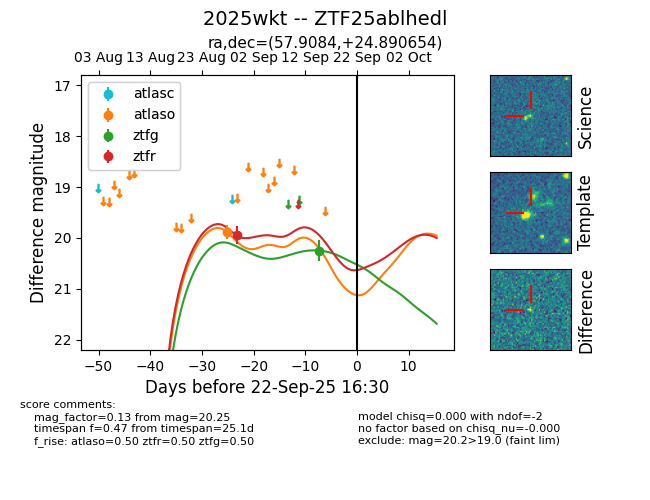 2025wkt -- ZTF25ablhedl
ra,dec=(57.9084,+24.890654)
03 Aug 13 Aug 23 Aug 02 Sep 12 Sep 22 Sep 02 Oct
atlasc
atlaso
ztfg
ztfr
17
18
19
20
21
22
Difference magnitude
−50 −40 −30 −20 −10 0 10
Days before 22-Sep-25 16:30
Science
Template
Difference
score comments:
mag_factor=0.13 from mag=20.25
timespan f=0.47 from timespan=25.1d
f_rise: atlaso=0.50 ztfr=0.50 ztfg=0.50
model chisq=0.000 with ndof=-2
no factor based on chisq_nu=-0.000
exclude: mag=20.2>19.0 (faint lim)